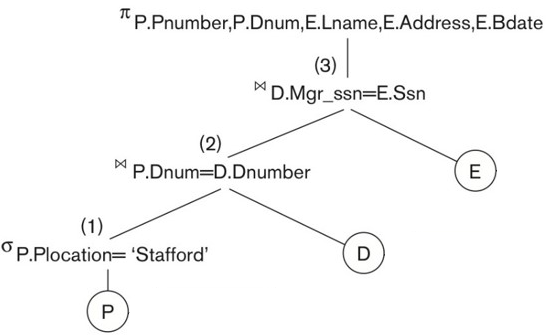 π P.Pnumber,P.Dnum,E.Lname,E.Address,E.Bdate
(3)
⋈ D.Mgr_ssn=E.Ssn
(2)
⋈ P.Dnum=D.Dnumber
E
(1)
σ P.Plocation= ‘Stafford’
D
P